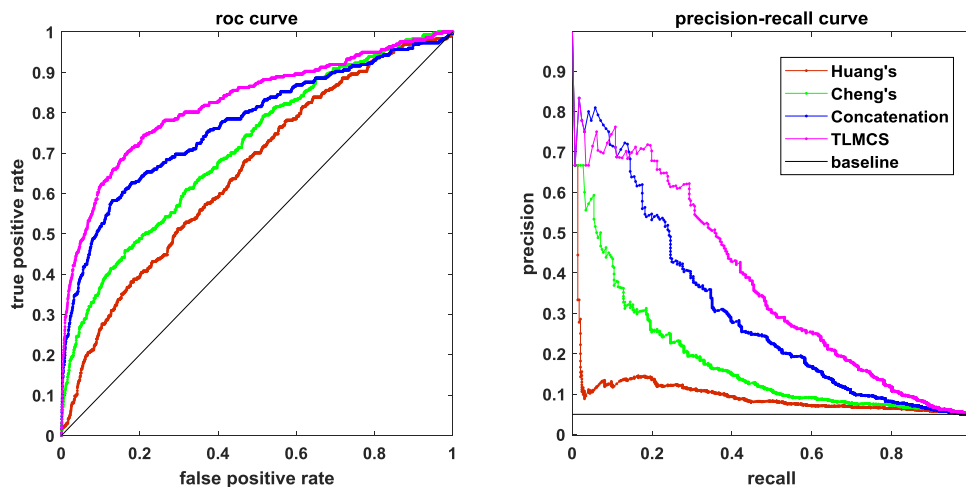 roc curve
1
0.9
0.8
0.7
0.6
0.5
0.4
0.3
0.2
0.1
0
0
0.2
0.4
0.6
0.8
1
true positive rate
false positive rate
precision-recall curve
0.9
0.8
0.7
0.6
0.5
0.4
0.3
0.2
0.1
0
0
0.2
0.4
0.6
0.8
precision
recall
Huang's
Cheng's
Concatenation
TLMCS
baseline